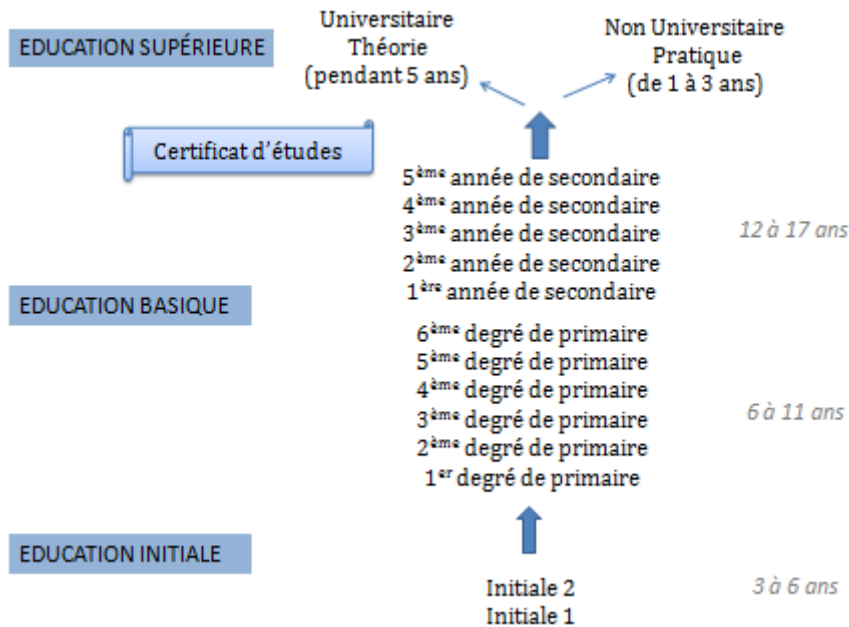 EDUCATION SUPÉRIEURE
Universitaire
Théorie
(pendant 5 ans)
Non Universitaire
Pratique
(de 1 à 3 ans)
Certificat d’études
5ème année de secondaire
4ème année de secondaire
3ème année de secondaire
2ème année de secondaire
1ère année de secondaire
12 à 17 ans
EDUCATION BASIQUE
6ème degré de primaire
5ème degré de primaire
4ème degré de primaire
3ème degré de primaire
2ème degré de primaire
1er degré de primaire
6 à 11 ans
EDUCATION INITIALE
Initiale 2
Initiale 1
3 à 6 ans